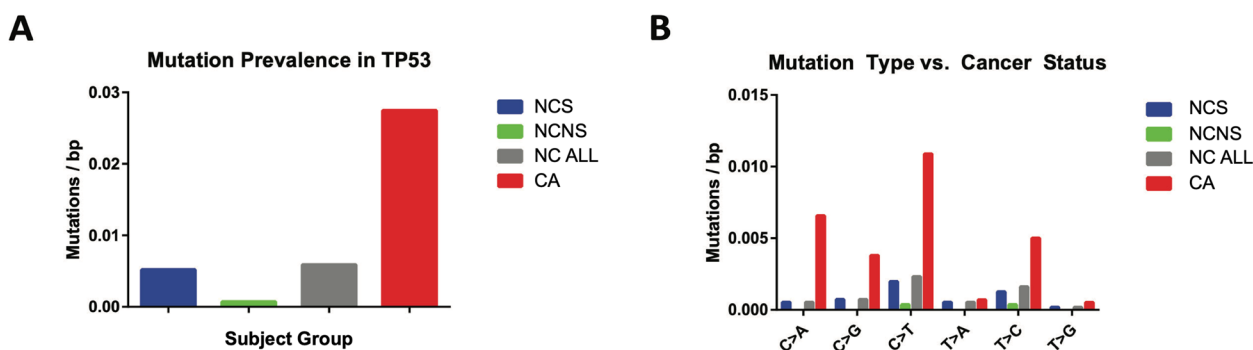 A
Mutation Prevalence in TP53
Mutations / bp
0.03
0.02
0.01
0.00
Subject Group
NCS
NCNS
NC ALL
CA
B
Mutation Type vs. Cancer Status
Mutations / bp
0.015
0.010
0.005
0.000
C>A
C>G
C>T
T>A
T>C
T>G
NCS
NCNS
NC ALL
CA